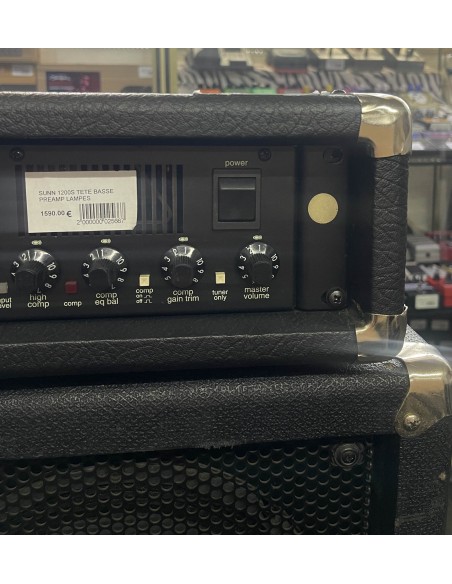 power
SUNN 1200S TETE BASSE
PREAMP LAMPES
1590.00 €
high
comp
comp
comp
eq bal
comp
on
off
comp
gain trim
tuner
only
master
volume